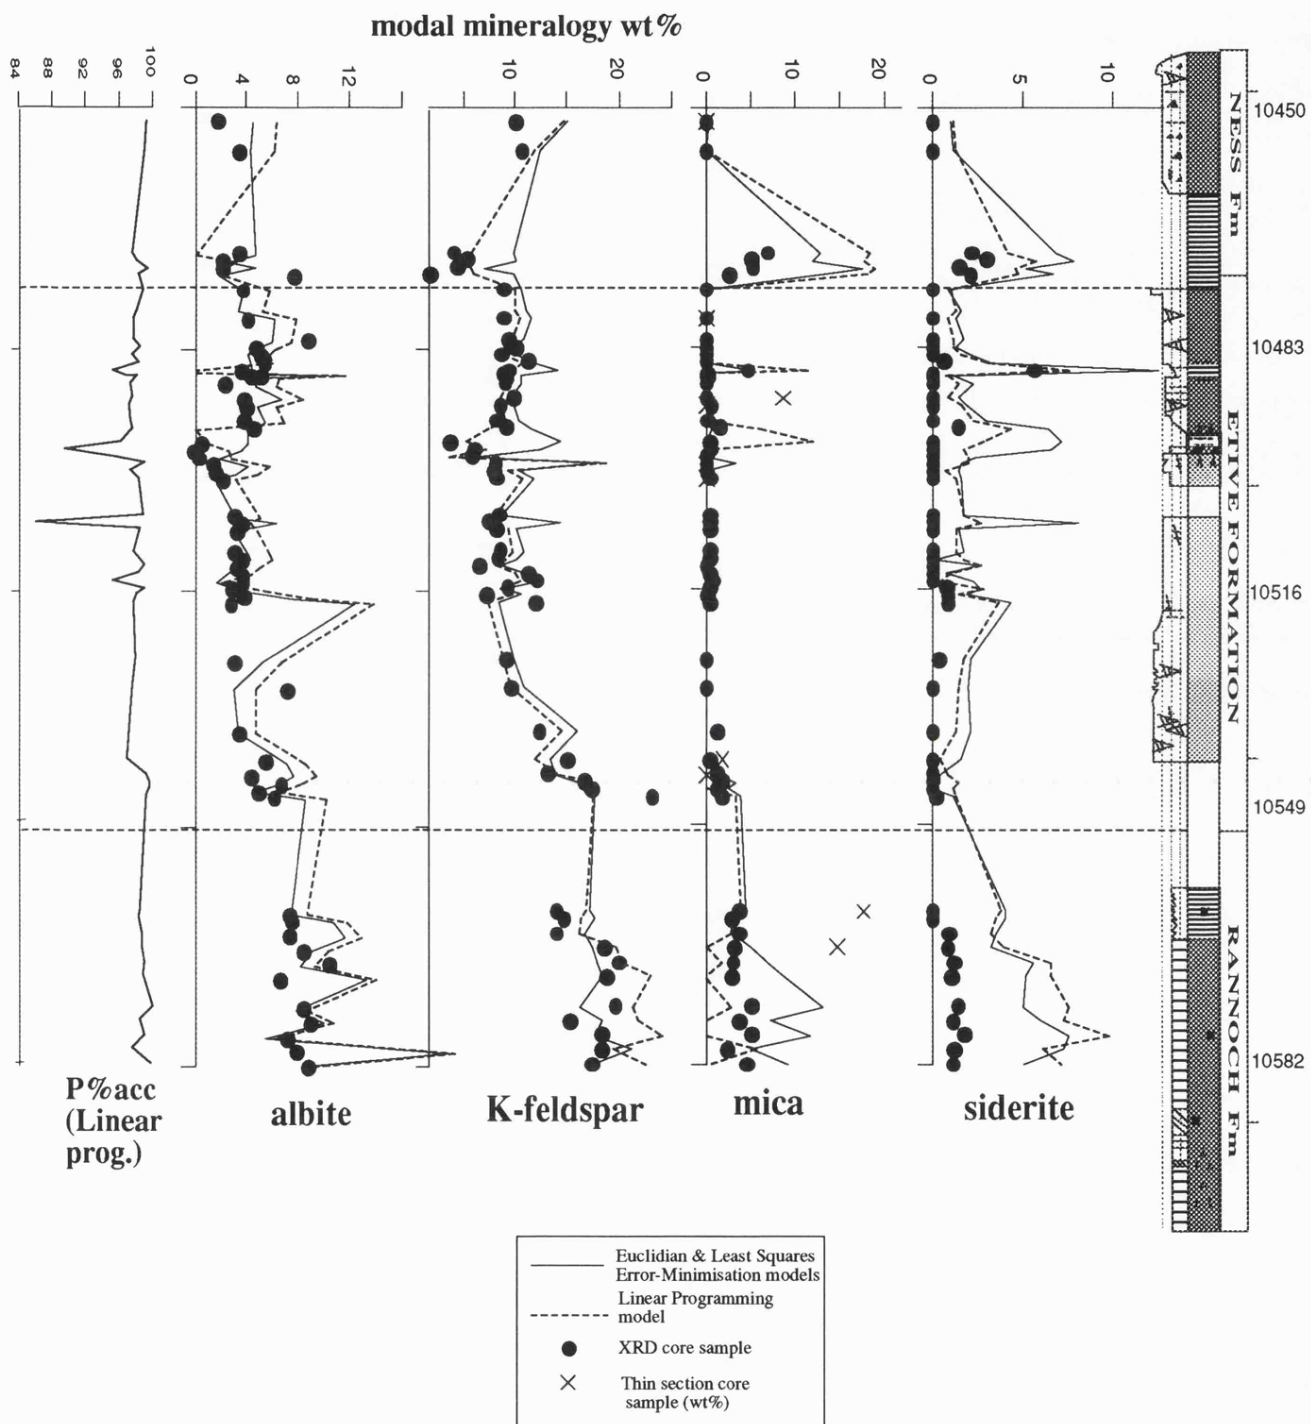 modal mineralogy wt%
84 88 92 96 100
0 4 8 12
10 20
0 10 20
0 5 10
10450
10483
10516
10549
10582
NESS Fm
ETIVE FORMATION
RANNOCH Fm
P%acc
(Linear
prog.)
albite
K-feldspar
mica
siderite
Euclidian & Least Squares
Error-Minimisation models
Linear Programming
model
XRD core sample
Thin section core
sample (wt%)